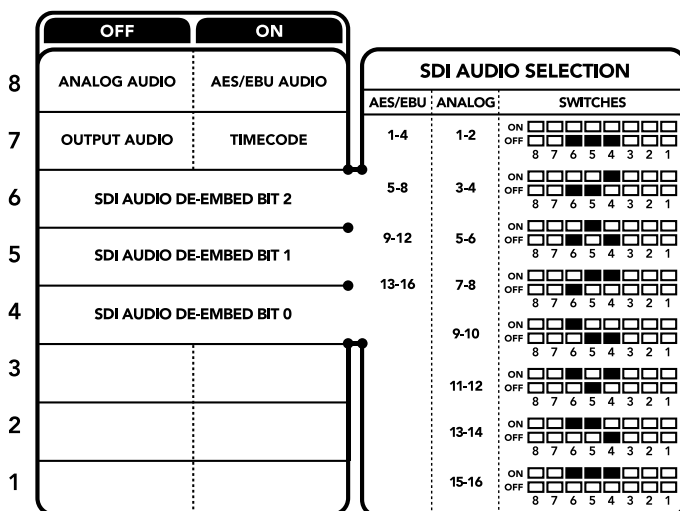 OFF ON
8 ANALOG AUDIO AES/EBU AUDIO
7 OUTPUT AUDIO TIMECODE
6 SDI AUDIO DE-EMBED BIT 2
5 SDI AUDIO DE-EMBED BIT 1
4 SDI AUDIO DE-EMBED BIT 0
3
2
1
SDI AUDIO SELECTION
AES/EBU ANALOG SWITCHES
1-4 1-2 ON
OFF
8 7 6 5 4 3 2 1
5-8 3-4 ON
OFF
8 7 6 5 4 3 2 1
9-12 5-6 ON
OFF
8 7 6 5 4 3 2 1
13-16 7-8 ON
OFF
8 7 6 5 4 3 2 1
9-10 ON
OFF
8 7 6 5 4 3 2 1
11-12 ON
OFF
8 7 6 5 4 3 2 1
13-14 ON
OFF
8 7 6 5 4 3 2 1
15-16 ON
OFF
8 7 6 5 4 3 2 1